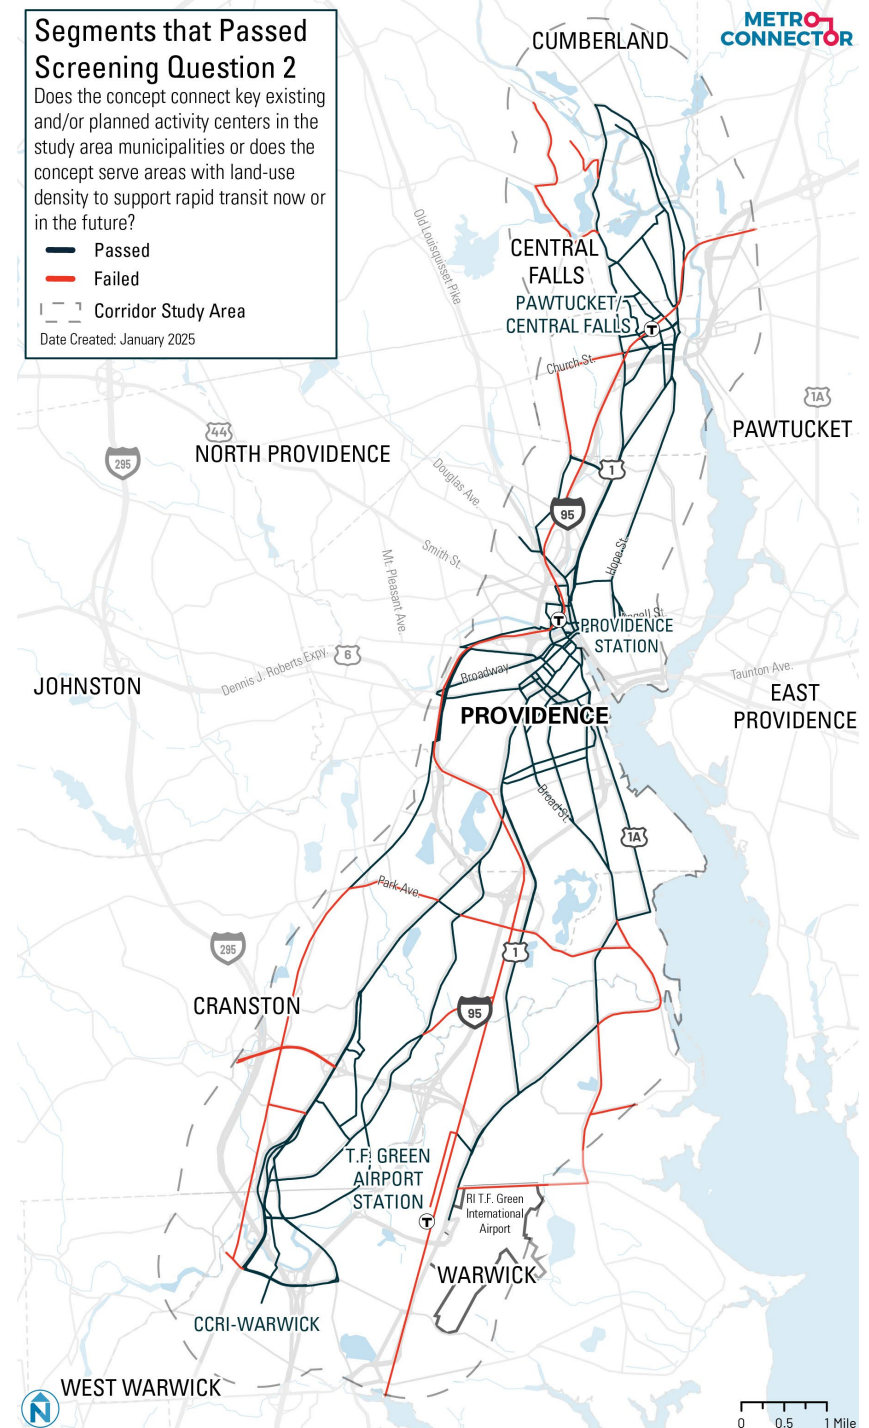 Segments that Passed
Screening Question 2
Does the concept connect key existing
and/or planned activity centers in the
study area municipalities or does the
concept serve areas with land-use
density to support rapid transit now or
in the future?
Passed
Failed
Corridor Study Area
Date Created: January 2025
METRO
CONNECTOR
CUMBERLAND
Old Louisquisset Pike
CENTRAL
FALLS
PAWTUCKET/
CENTRAL FALLS
T
Church St.
1A
PAWTUCKET
44
NORTH PROVIDENCE
295
1
Douglas Ave.
95
Smith St.
Hope St.
Mt. Pleasant Ave.
T
PROVIDENCE
STATION
6
Dennis J. Roberts Expy.
Broadway
Taunton Ave.
JOHNSTON
EAST
PROVIDENCE
PROVIDENCE
Broad St.
1A
Park Ave.
295
1
CRANSTON
95
T.F. GREEN
AIRPORT
STATION
T
RI T.F. Green
International
Airport
WARWICK
CCRI-WARWICK
WEST WARWICK
N
0 0.5 1 Mile